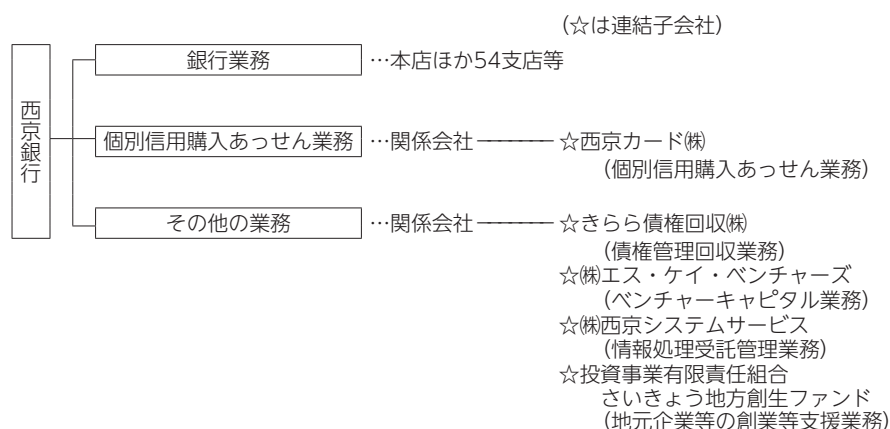 (☆は連結子会社)
銀行業務 …本店ほか54支店等
西京銀行
個別信用購入あっせん業務 …関係会社 ☆西京カード㈱
(個別信用購入あっせん業務)
その他の業務 …関係会社 ☆きらら債権回収㈱
(債権管理回収業務)
☆㈱エス・ケイ・ベンチャーズ
(ベンチャーキャピタル業務)
☆㈱西京システムサービス
(情報処理受託管理業務)
☆投資事業有限責任組合
さいきょう地方創生ファンド
(地元企業等の創業等支援業務)